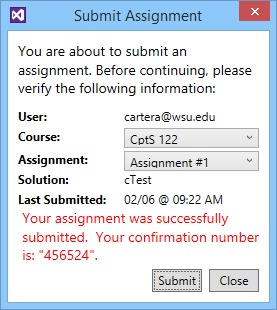 Submit Assignment
You are about to submit an
assignment. Before continuing, please
verify the following information:
User: cartera@wsu.edu
Course: CptS 122
Assignment: Assignment #1
Solution: cTest
Last Submitted: 02/06 @ 09:22 AM
Your assignment was successfully
submitted. Your confirmation number
is: "456524".
Submit Close